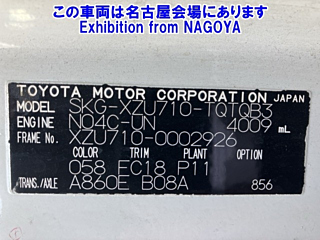 この車両は名古屋会場にあります
Exhibition from NAGOYA
TOYOTA MOTOR CORPORATION JAPAN
MODEL SKG-XZU710-TQTQB3
ENGINE N04C-UN 4009 mL
FRAME No. XZU710-0002926
COLOR TRIM PLANT OPTION
058 FC18 P11
TRANS./AXLE A860E B08A 856